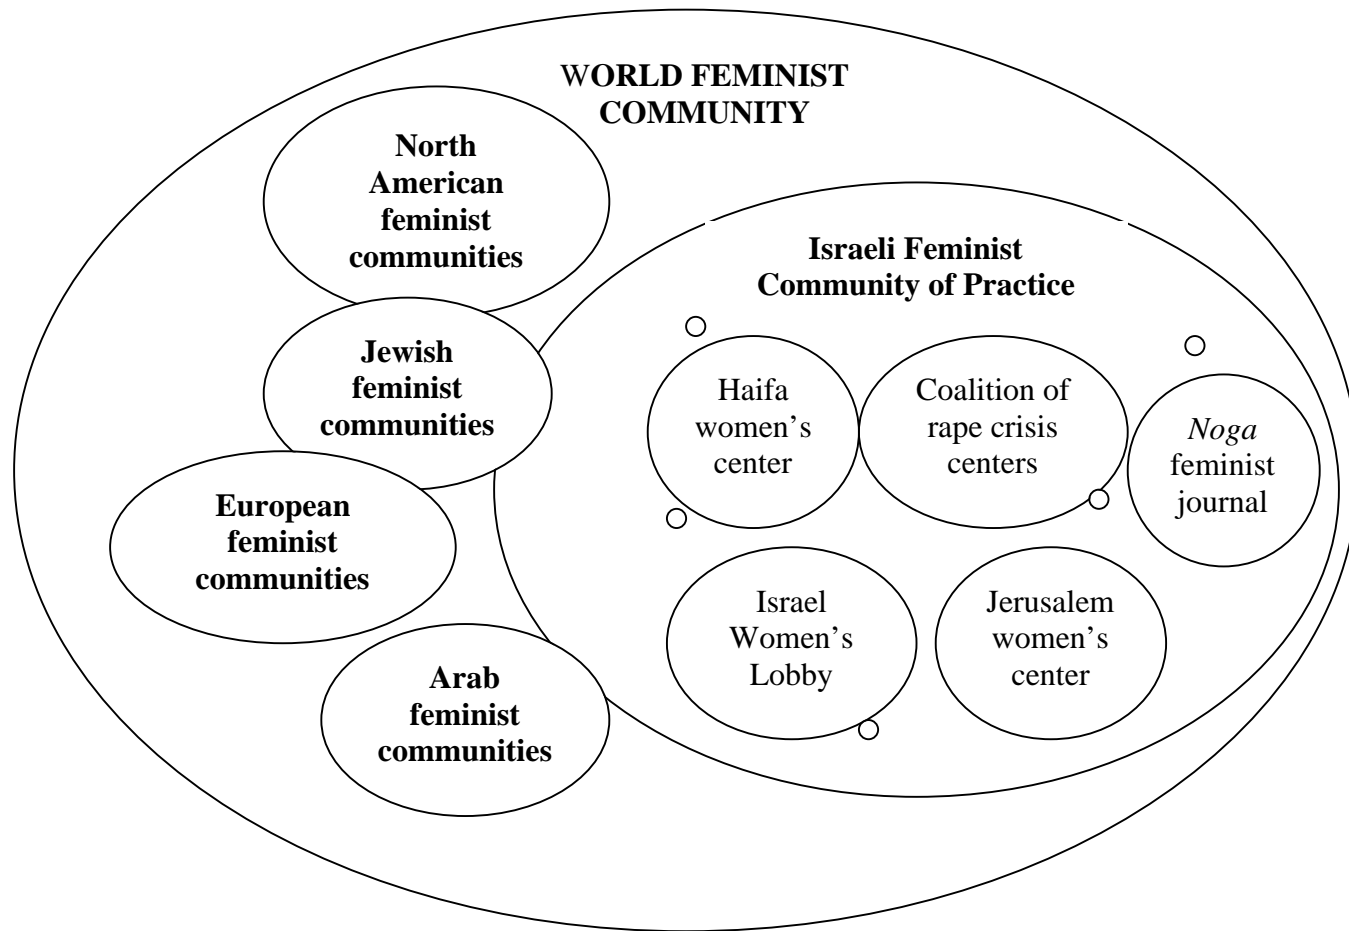 WORLD FEMINIST
COMMUNITY
North
American
feminist
communities
Israeli Feminist
Community of Practice
Jewish
feminist
communities
Haifa
women’s
center
Coalition of
rape crisis
centers
Noga
feminist
journal
European
feminist
communities
Israel
Women’s
Lobby
Jerusalem
women’s
center
Arab
feminist
communities